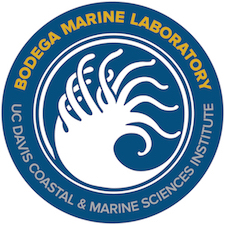 BODEGA MARINE LABORATORY
UC DAVIS COASTAL & MARINE SCIENCES INSTITUTE